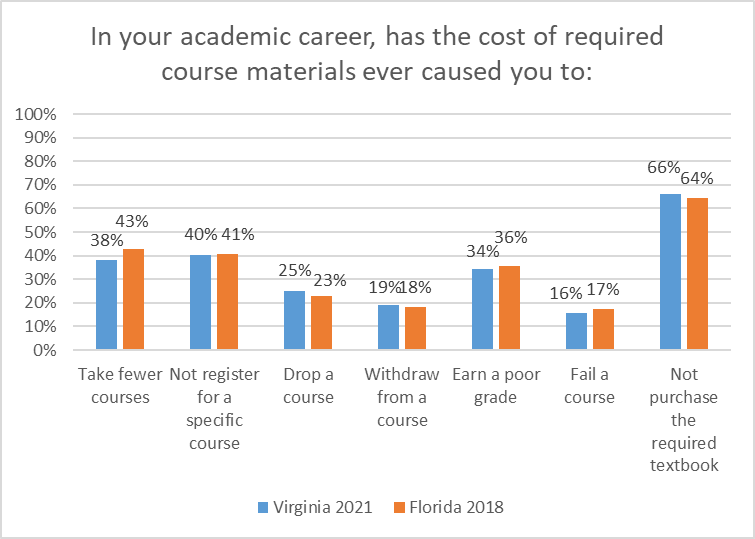 In your academic career, has the cost of required
course materials ever caused you to:
100%
90%
80%
70%
60%
50%
40%
30%
20%
10%
0%
38%
43%
40%
41%
25%
23%
19%
18%
34%
36%
16%
17%
66%
64%
Take fewer
courses
Not register
for a
specific
course
Drop a
course
Withdraw
from a
course
Earn a poor
grade
Fail a
course
Not
purchase
the
required
textbook
Virginia 2021
Florida 2018